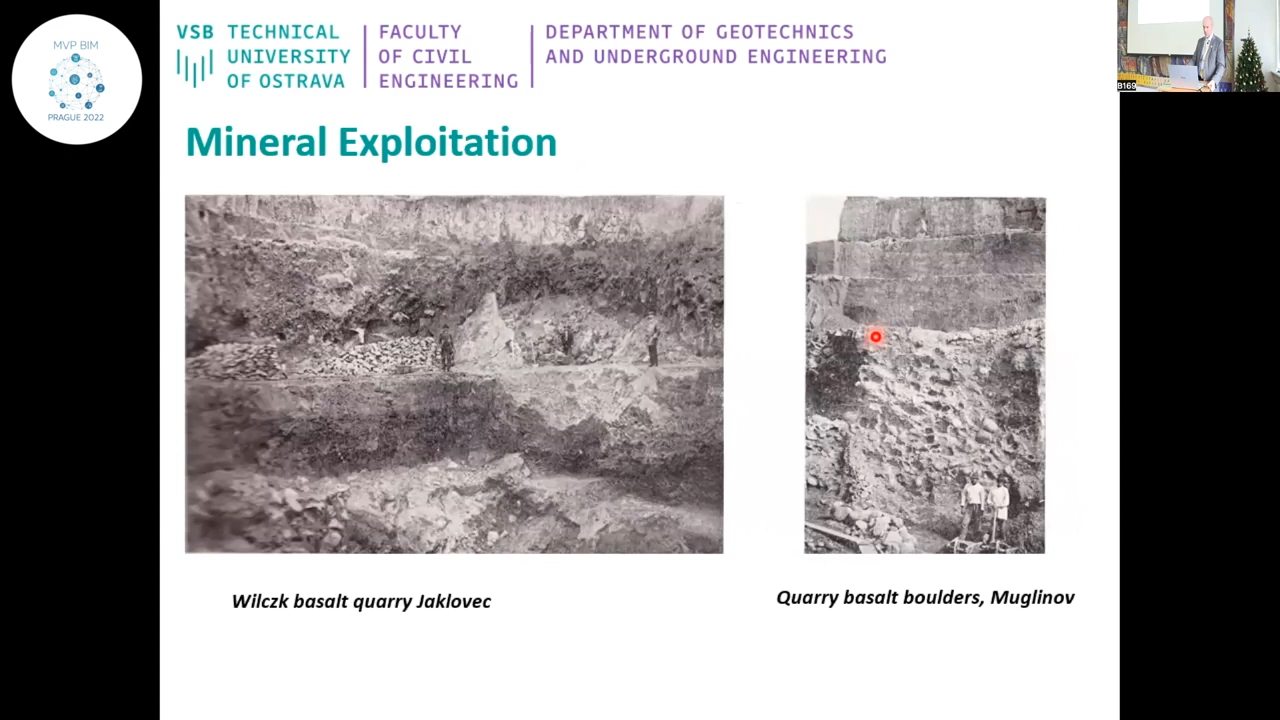 MVP BIM
PRAGUE 2022
VSB TECHNICAL
UNIVERSITY
OF OSTRAVA
FACULTY
OF CIVIL
ENGINEERING
DEPARTMENT OF GEOTECHNICS
AND UNDERGROUND ENGINEERING
B169
Mineral Exploitation
Wilczk basalt quarry Jaklovec
Quarry basalt boulders, Muglinov